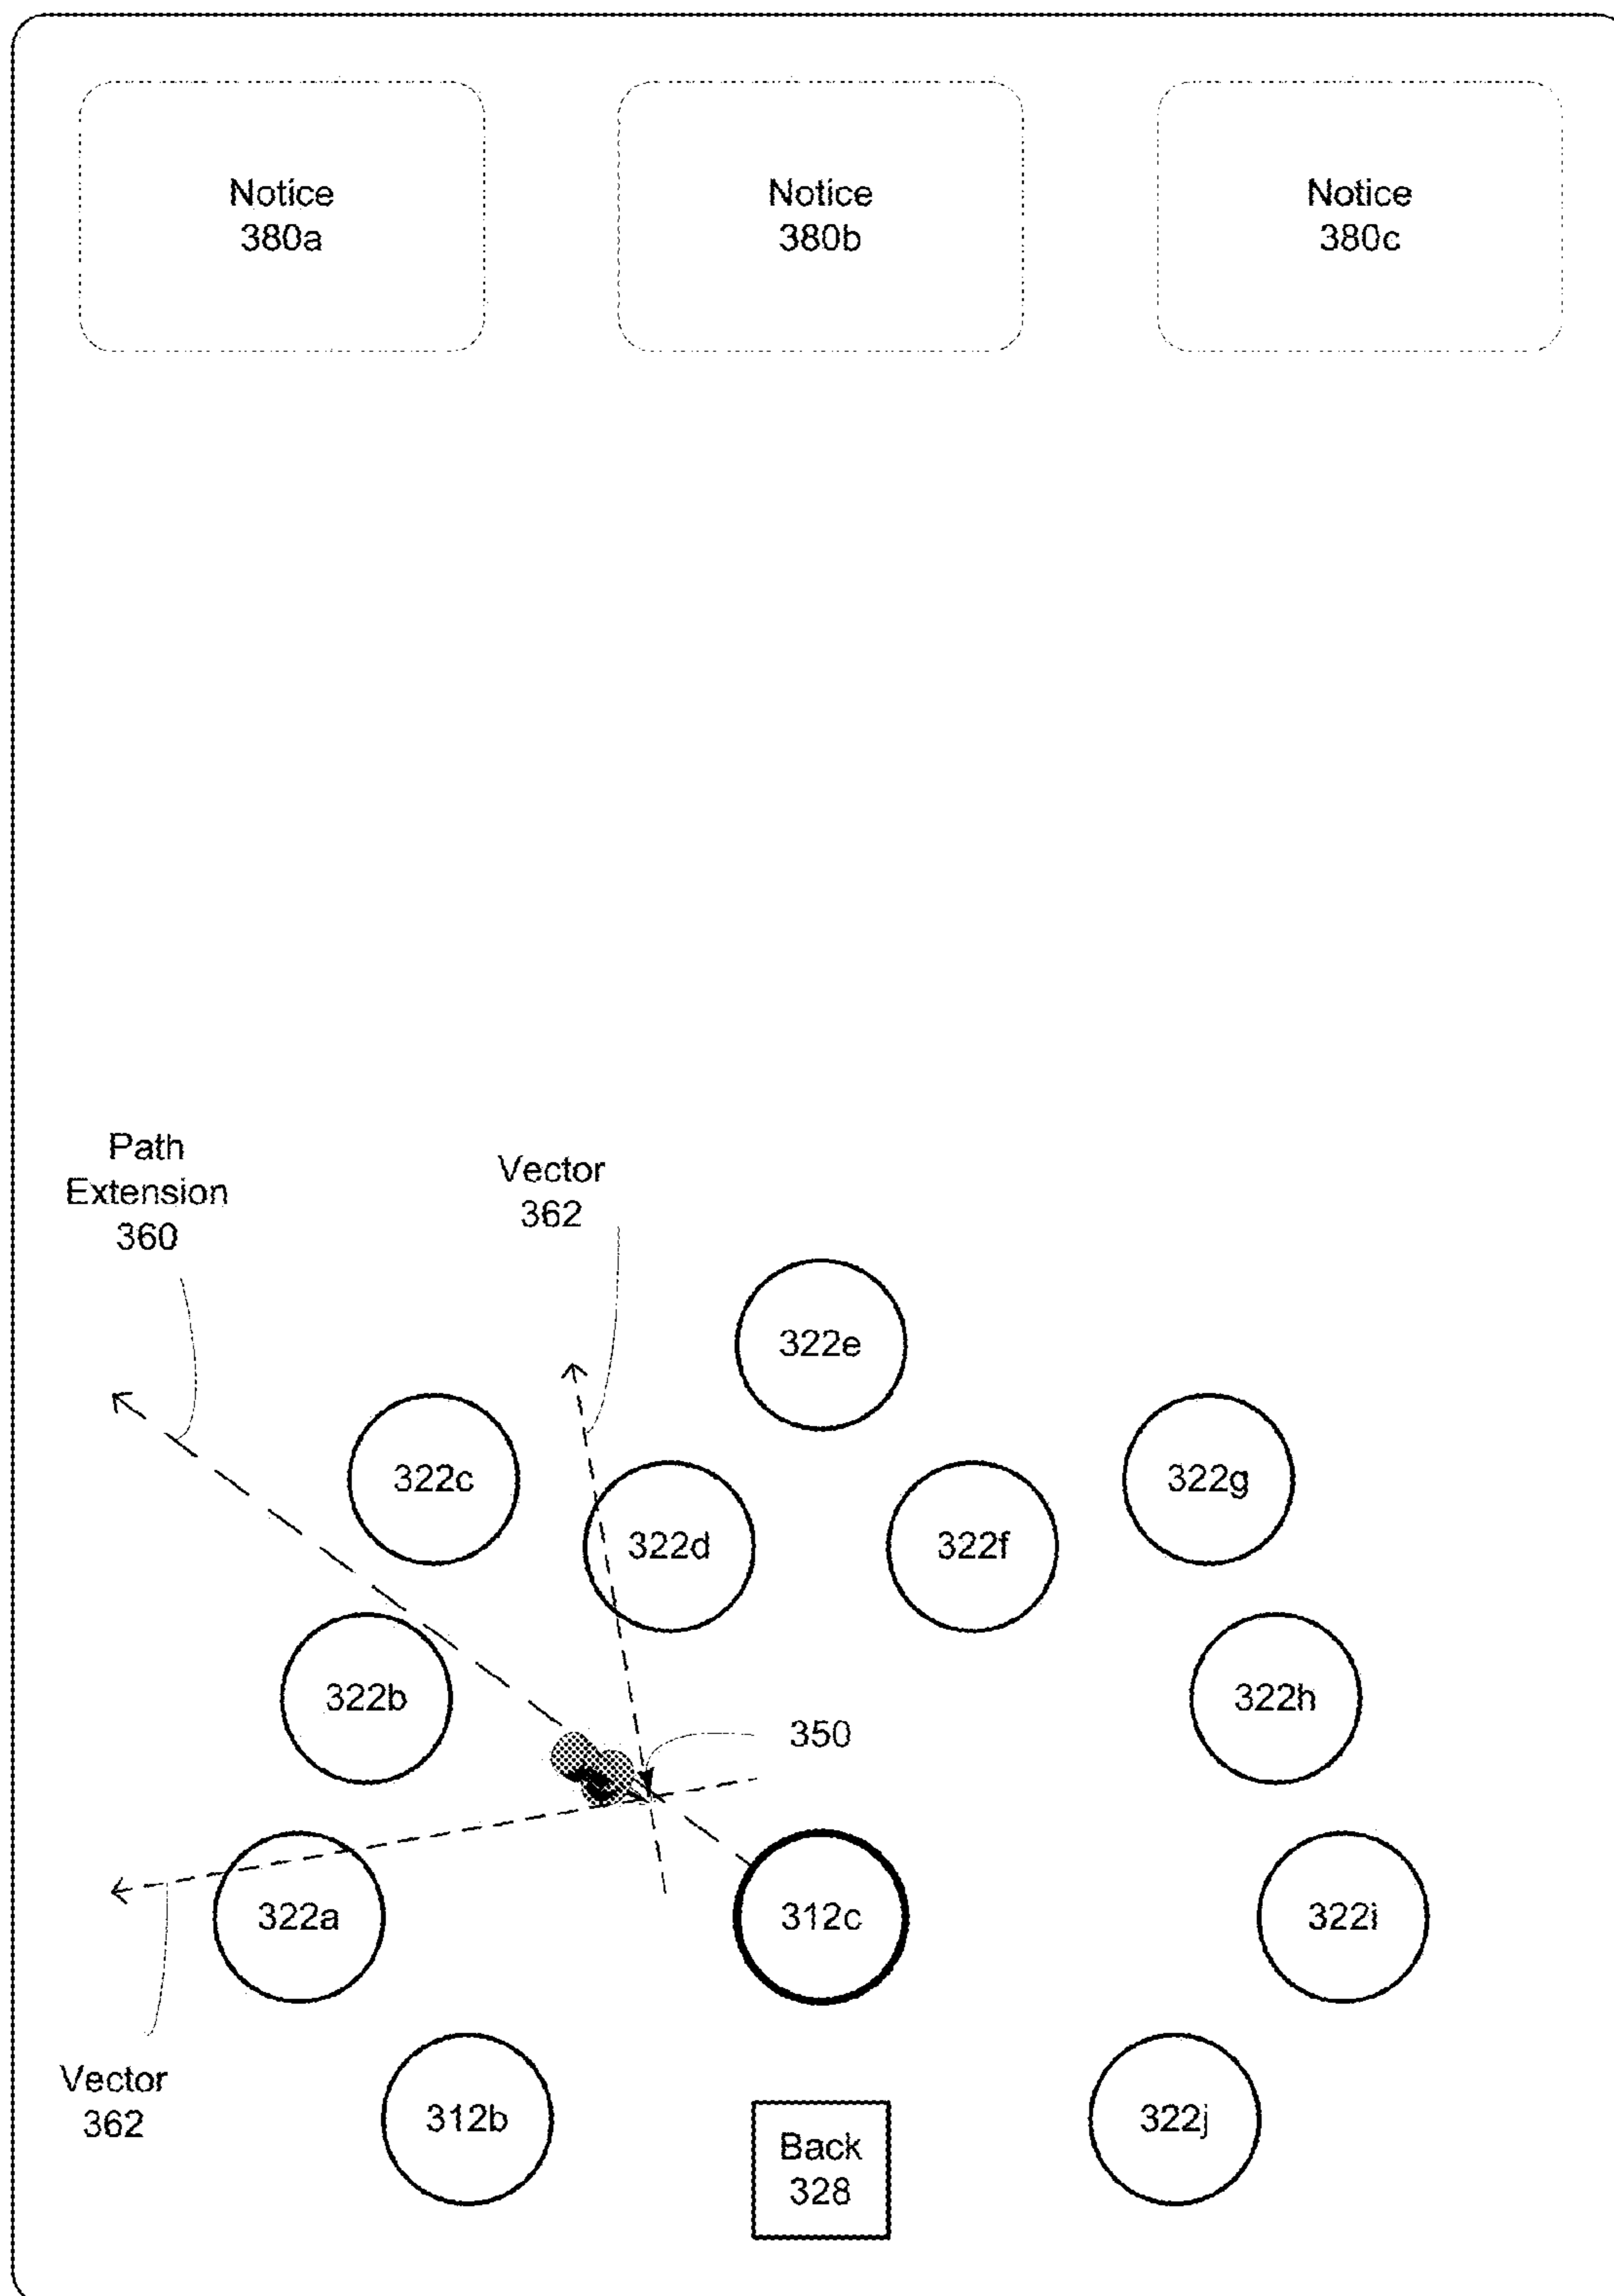 Notice
380a
Notice
380b
Notice
380c
Path
Extension
360
Vector
362
322e
322c
322g
322d
322f
322b
322h
350
322a
312c
322i
Vector
362
312b
322j
Back
328